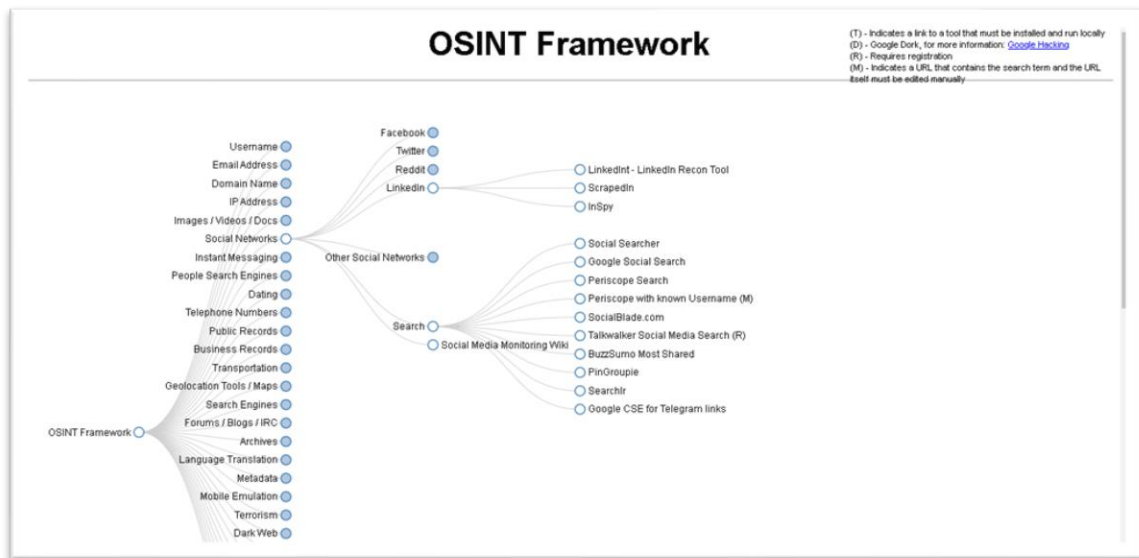 OSINT Framework
(T) - Indicates a link to a tool that must be installed and run locally
(D) - Google Dork, for more information: Google Hacking
(R) - Requires registration
(M) - Indicates a URL that contains the search term and the URL
itself must be edited manually
OSINT Framework
Username
Email Address
Domain Name
IP Address
Images / Videos / Docs
Social Networks
Instant Messaging
People Search Engines
Dating
Telephone Numbers
Public Records
Business Records
Transportation
Geolocation Tools / Maps
Search Engines
Forums / Blogs / IRC
Archives
Language Translation
Metadata
Mobile Emulation
Terrorism
Dark Web
Facebook
Twitter
Reddit
LinkedIn
Other Social Networks
Search
Social Media Monitoring Wiki
LinkedInt - LinkedIn Recon Tool
ScrapedIn
InSpy
Social Searcher
Google Social Search
Periscope Search
Periscope with known Username (M)
SocialBlade.com
Talkwalker Social Media Search (R)
BuzzSumo Most Shared
PinGroupie
SearchIr
Google CSE for Telegram links